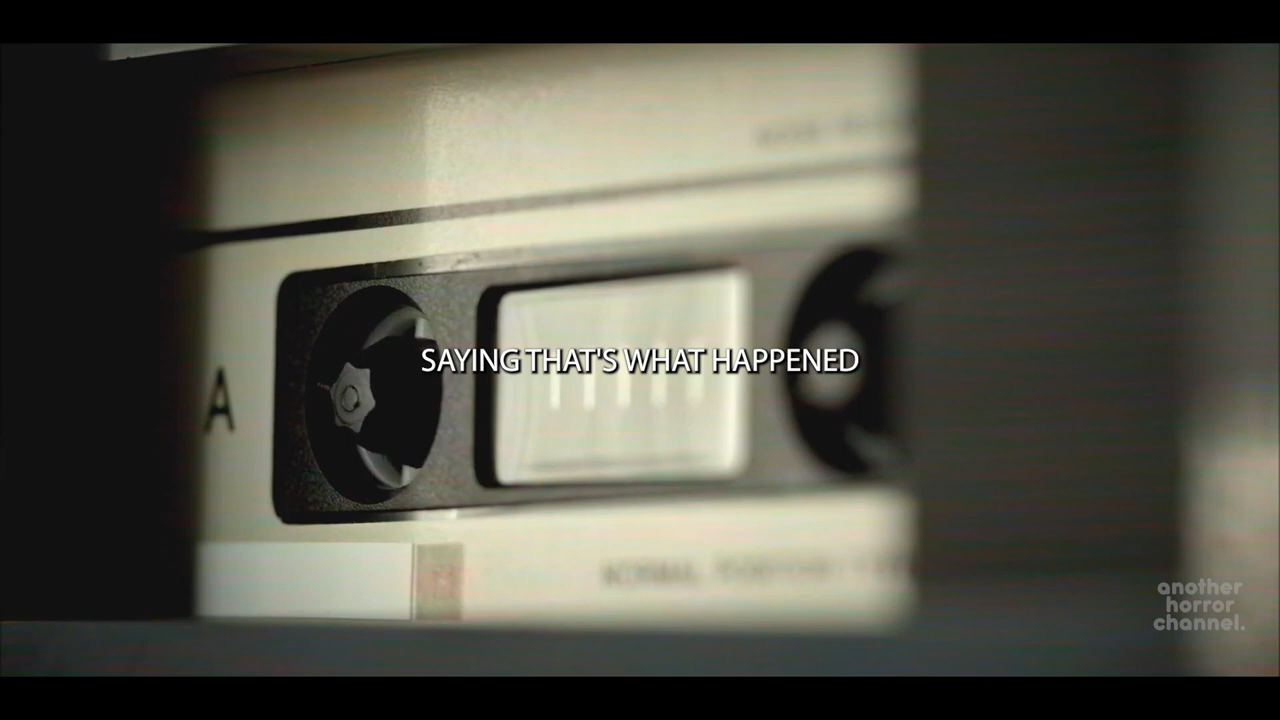 A
SAYING THAT'S WHAT HAPPENED
another
horror
channel.